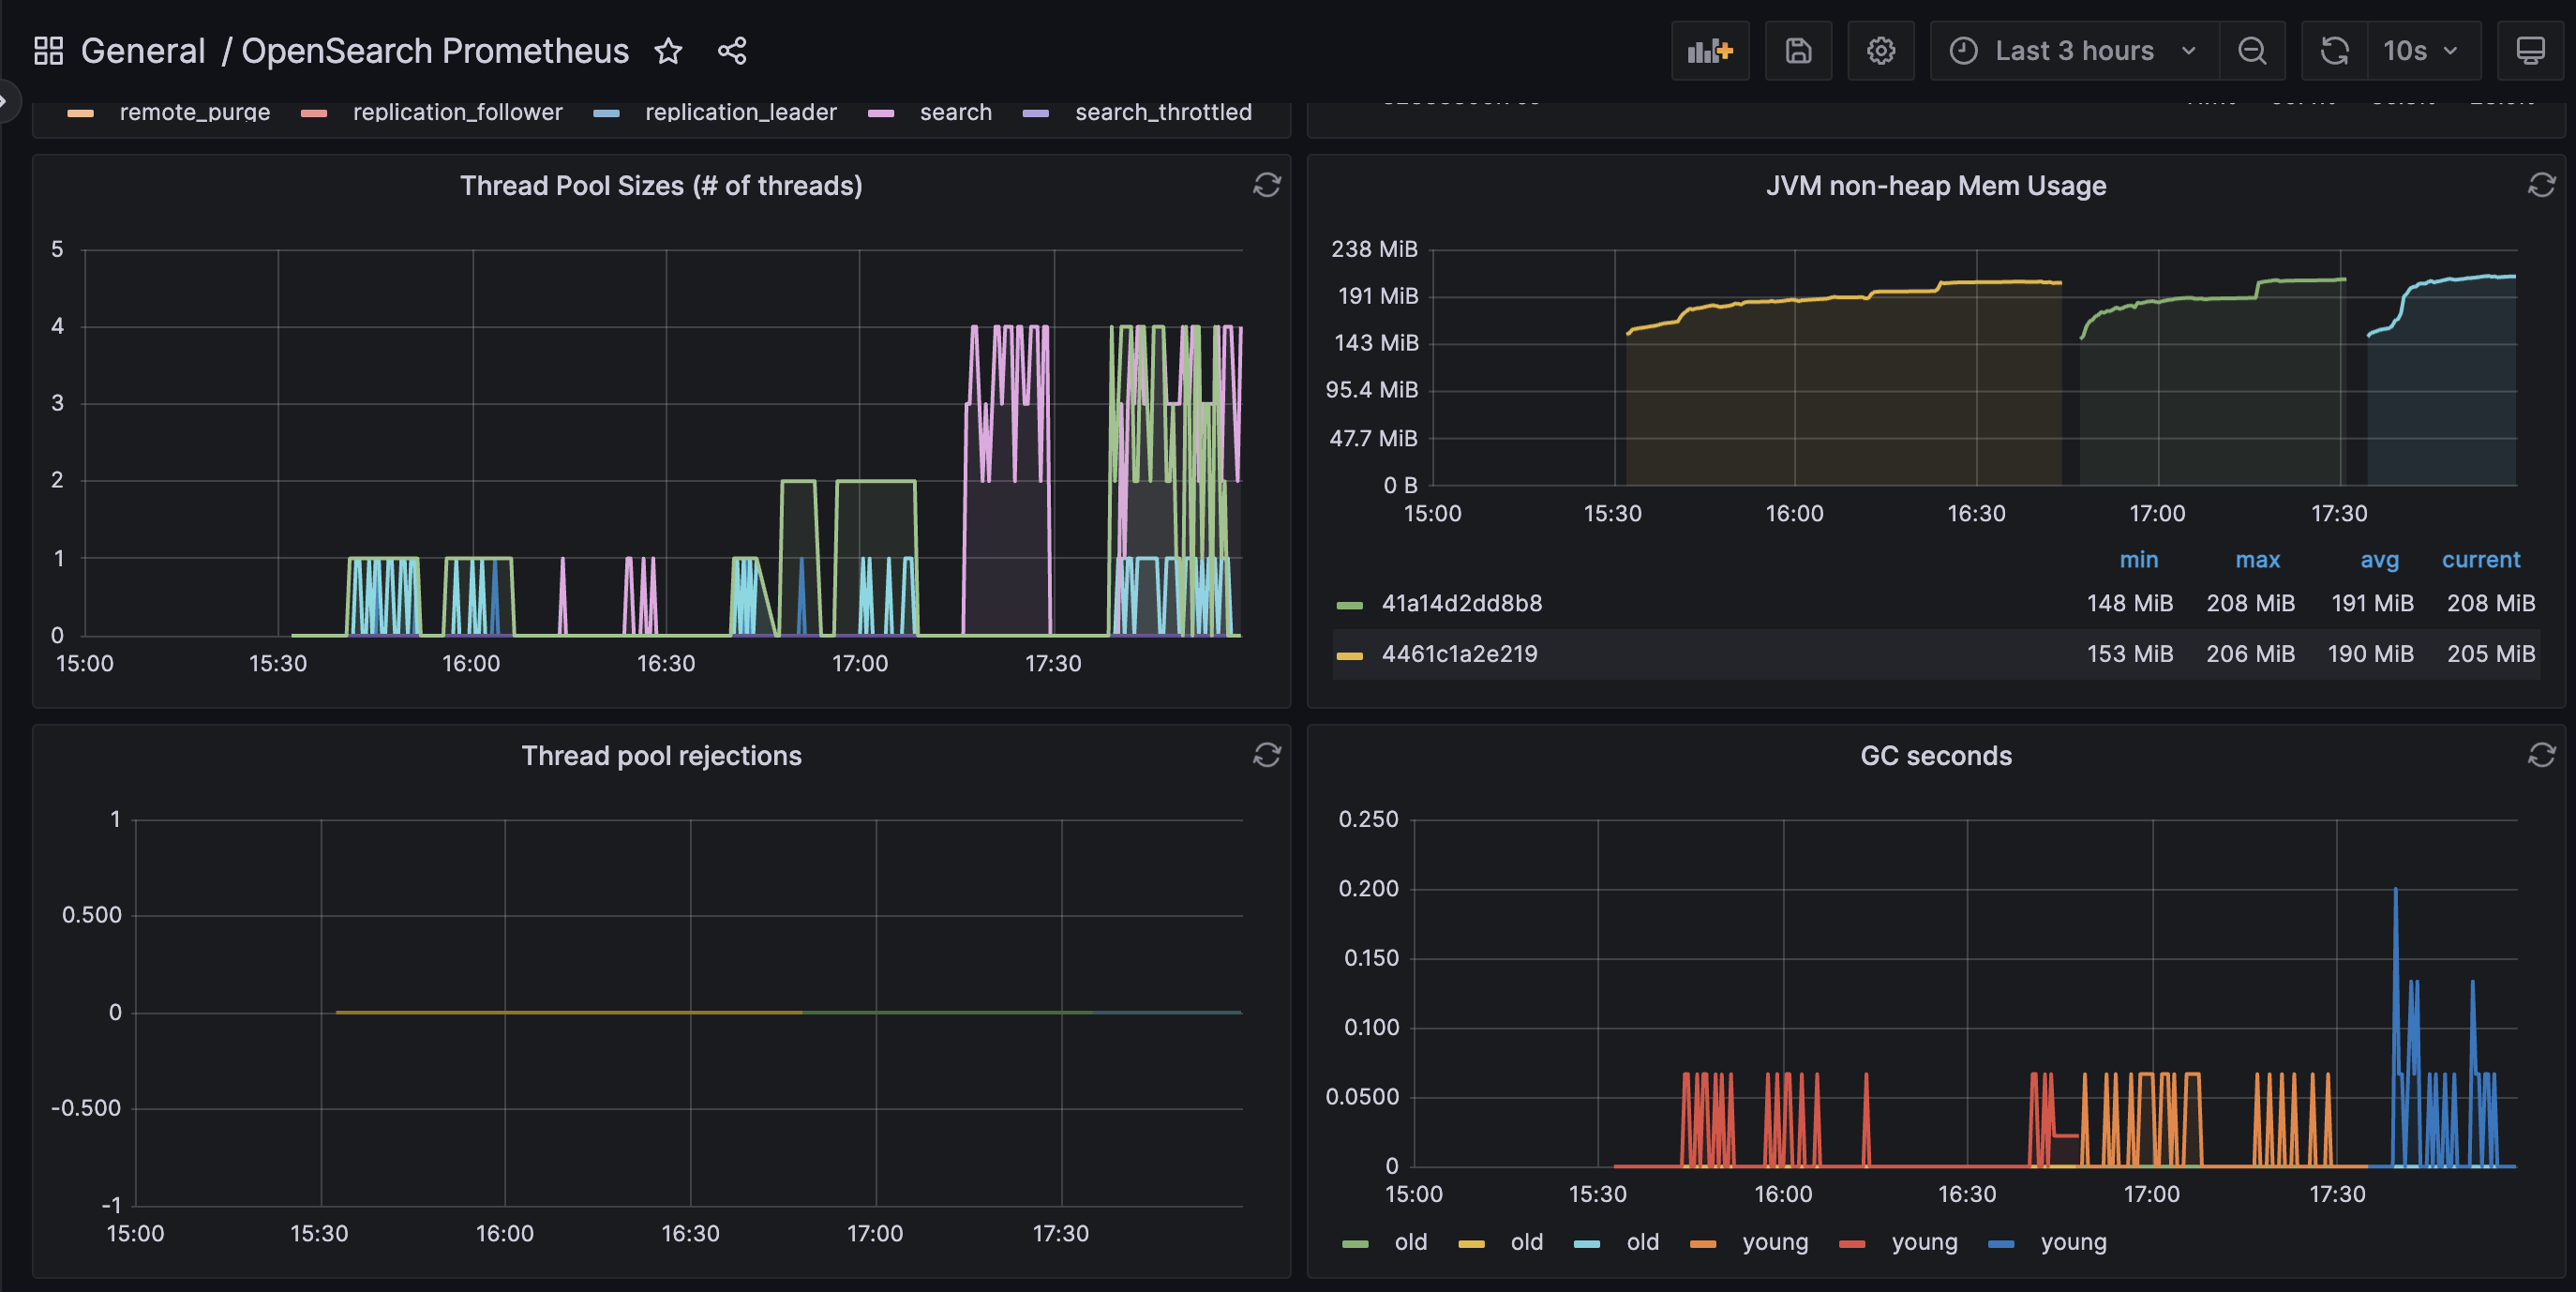 General / OpenSearch Prometheus
Last 3 hours
10s
remote_purge replication_follower replication_leader search search_throttled
Thread Pool Sizes (# of threads)
5
4
3
2
1
0
15:00 15:30 16:00 16:30 17:00 17:30
JVM non-heap Mem Usage
238 MiB
191 MiB
143 MiB
95.4 MiB
47.7 MiB
0 B
15:00 15:30 16:00 16:30 17:00 17:30
min max avg current
41a14d2dd8b8 148 MiB 208 MiB 191 MiB 208 MiB
4461c1a2e219 153 MiB 206 MiB 190 MiB 205 MiB
Thread pool rejections
1
0.500
0
-0.500
-1
15:00 15:30 16:00 16:30 17:00 17:30
GC seconds
0.250
0.200
0.150
0.100
0.0500
0
15:00 15:30 16:00 16:30 17:00 17:30
old old old young young young